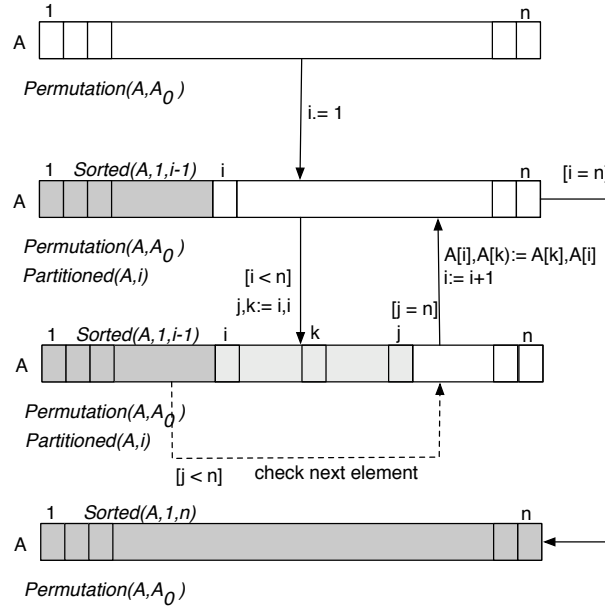 1 n
A
Permutation(A,A0)
i.= 1
1 Sorted(A,1,i-1) i n
[i = n]
A
Permutation(A,A0)
Partitioned(A,i)
[i < n]
j,k:= i,i
A[i],A(k):= A[k],A[i]
i:= i+1
[j = n]
1 Sorted(A,1,i-1) i k j n
A
Permutation(A,A0)
Partitioned(A,i)
[j < n] check next element
1 Sorted(A,1,n) n
A
Permutation(A,A0)